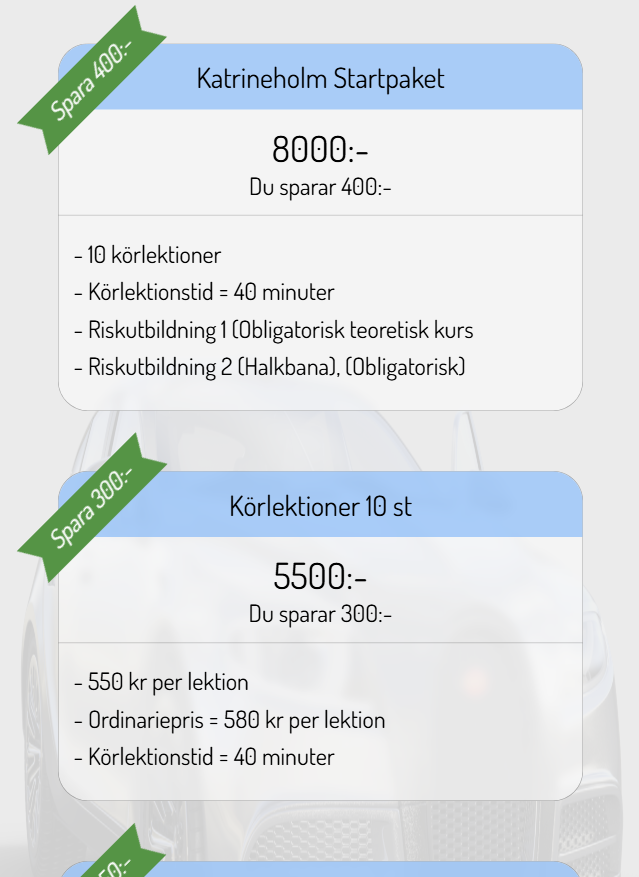 Spara 400:-
Katrineholm Startpaket
8000:-
Du sparar 400:-
- 10 körlektioner
- Körlektionstid = 40 minuter
- Riskutbildning 1 (Obligatorisk teoretisk kurs
- Riskutbildning 2 (Halkbana), (Obligatorisk)
Spara 300:-
Körlektioner 10 st
5500:-
Du sparar 300:-
- 550 kr per lektion
- Ordinariepris = 580 kr per lektion
- Körlektionstid = 40 minuter